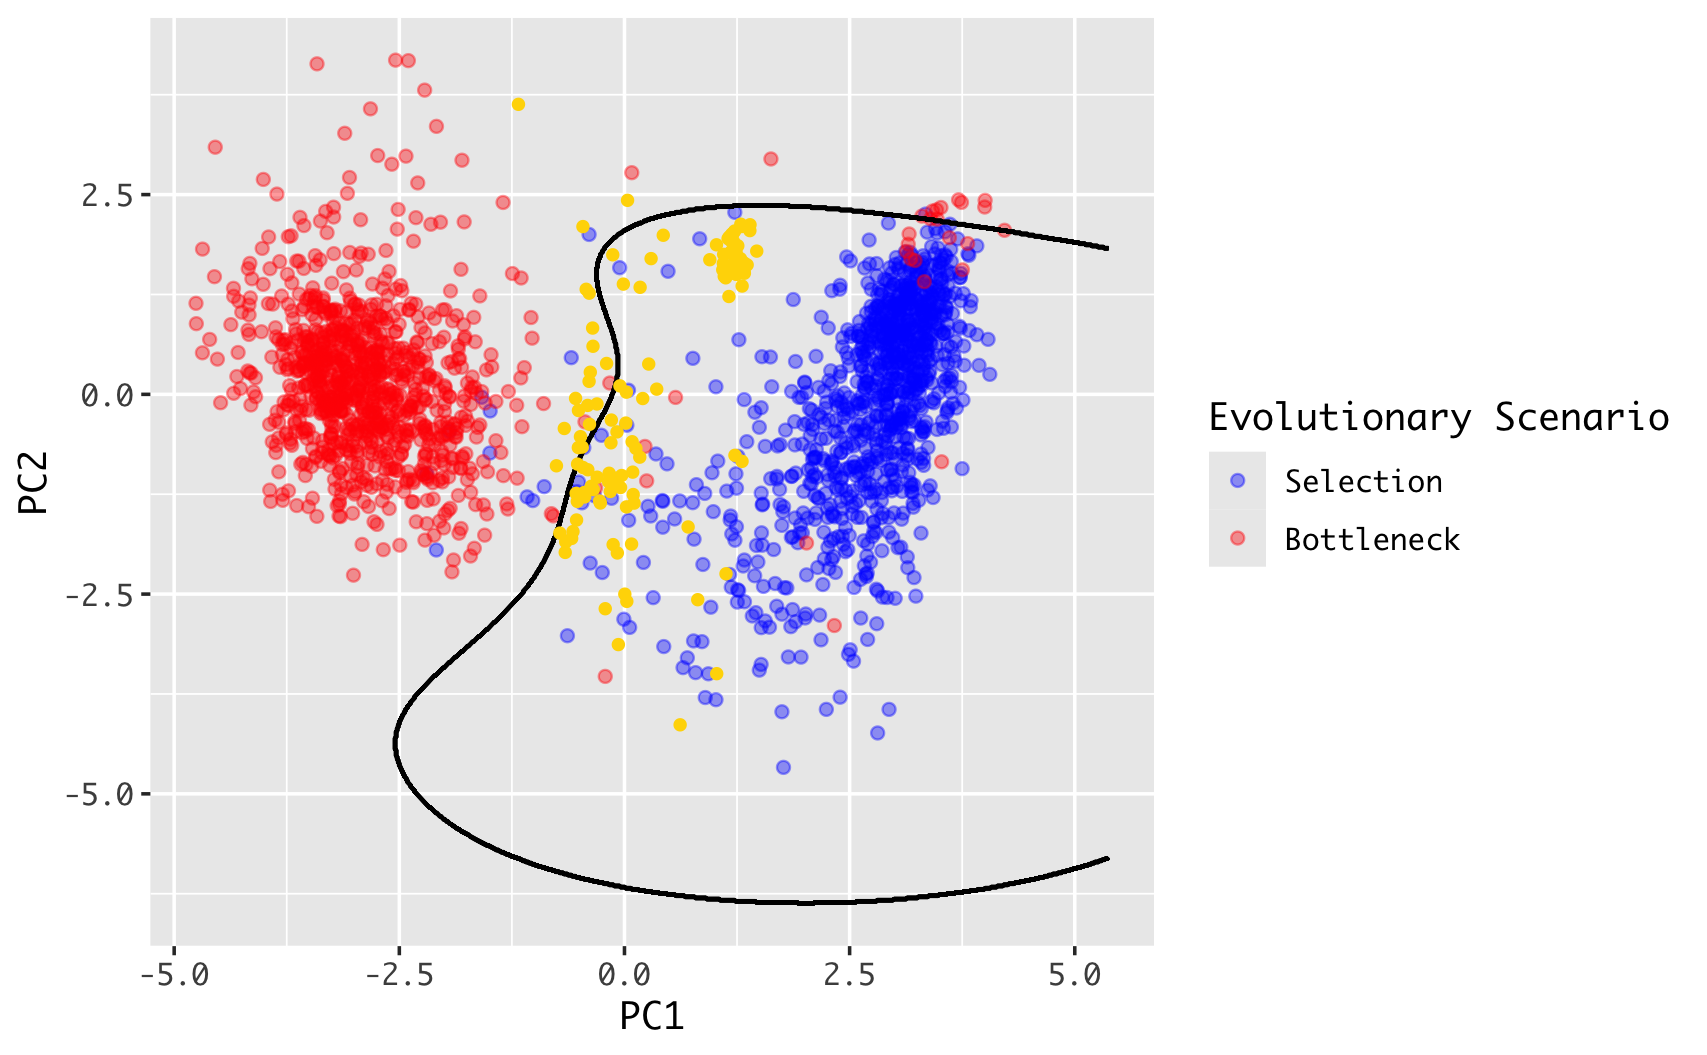 2.5
0.0
-2.5
-5.0
PC2
-5.0 -2.5 0.0 2.5 5.0
PC1
Evolutionary Scenario
Selection
Bottleneck